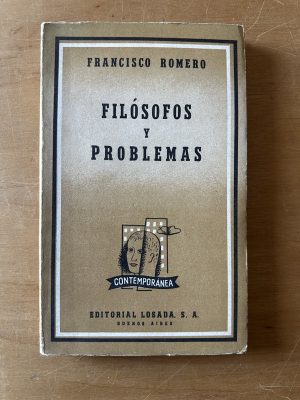 FRANCISCO ROMERO
FILÓSOFOS
Y
PROBLEMAS
CONTEMPORÁNEA
EDITORIAL LOSADA, S. A.
BUENOS AIRES